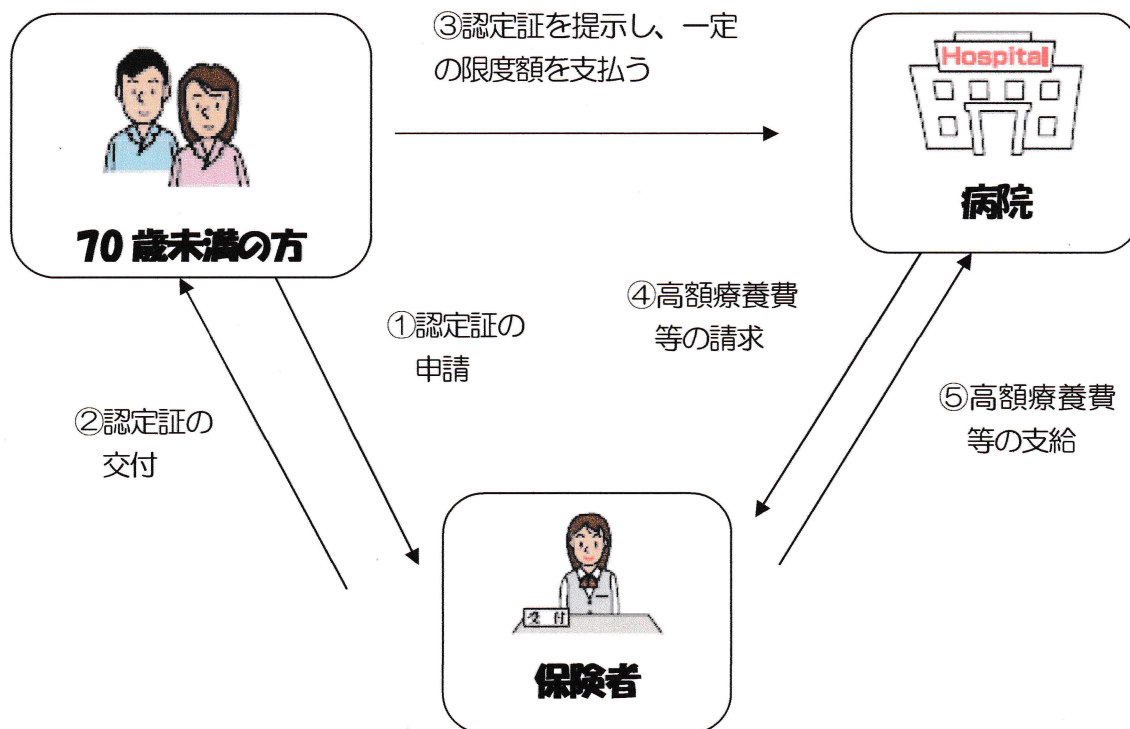 ③認定証を提示し、一定
の限度額を支払う
Hospital
病院
70歳未満の方
①認定証の
申請
②認定証の
交付
④高額療養費
等の請求
⑤高額療養費
等の支給
受付
保険者